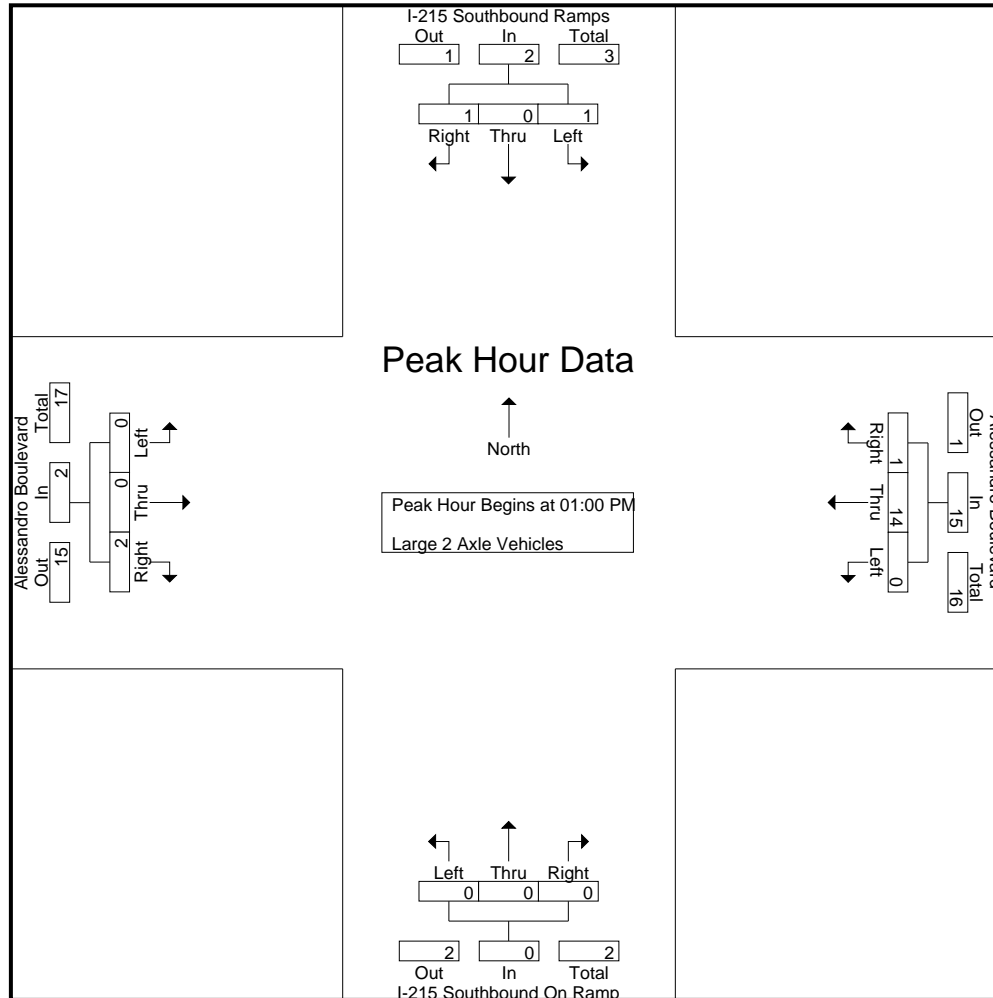 I-215 Southbound Ramps
Out In Total
1 2 3
1 0 1
Right Thru Left
Peak Hour Data
North
Peak Hour Begins at 01:00 PM
Large 2 Axle Vehicles
Alessandro Boulevard
Out In Total
15 2 17
0 0 2
Left Thru Right
Out In Total
1 15 16
1 14 0
Right Thru Left
Left Thru Right
0 0 0
2 0 2
Out In Total
I-215 Southbound On Ramp